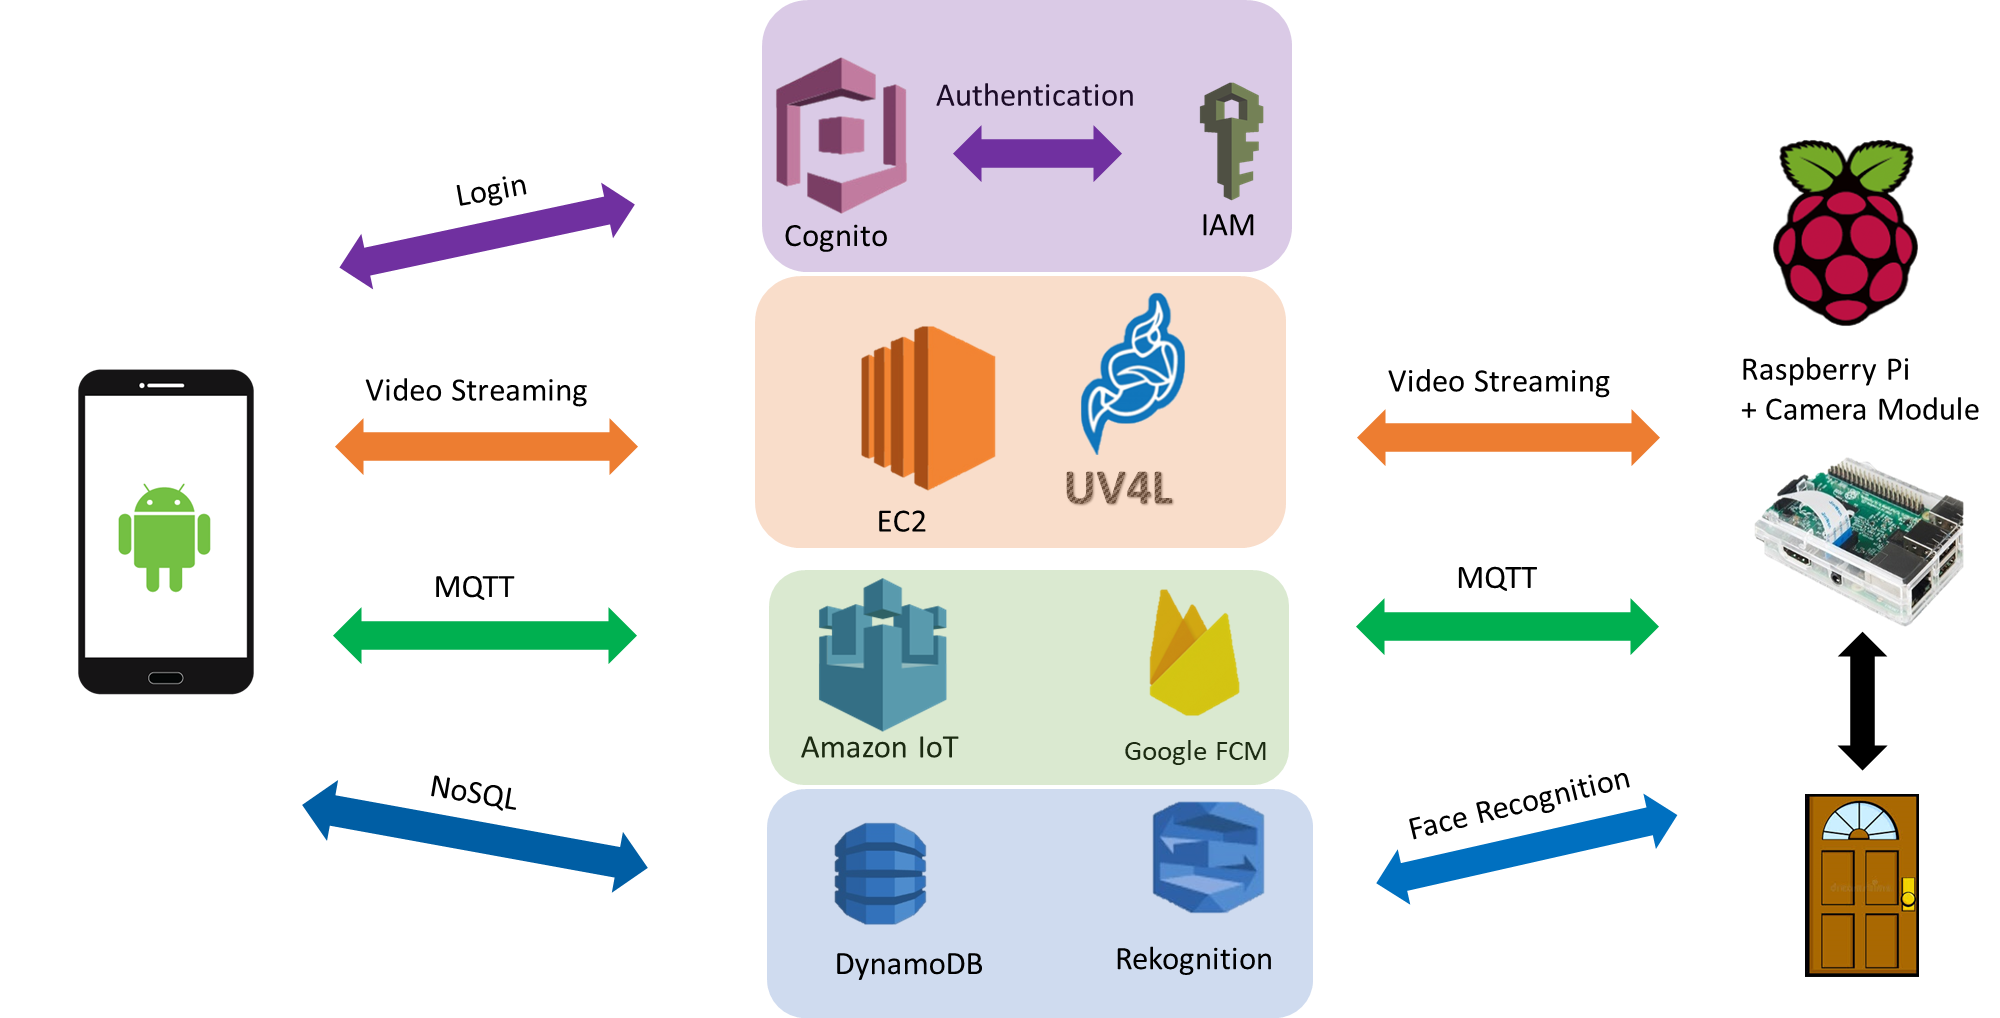 Authentication
Login
Cognito
IAM
Video Streaming
UV4L
EC2
Video Streaming
Raspberry Pi
+ Camera Module
MQTT
MQTT
Amazon IoT
Google FCM
NoSQL
Face Recognition
DynamoDB
Rekognition